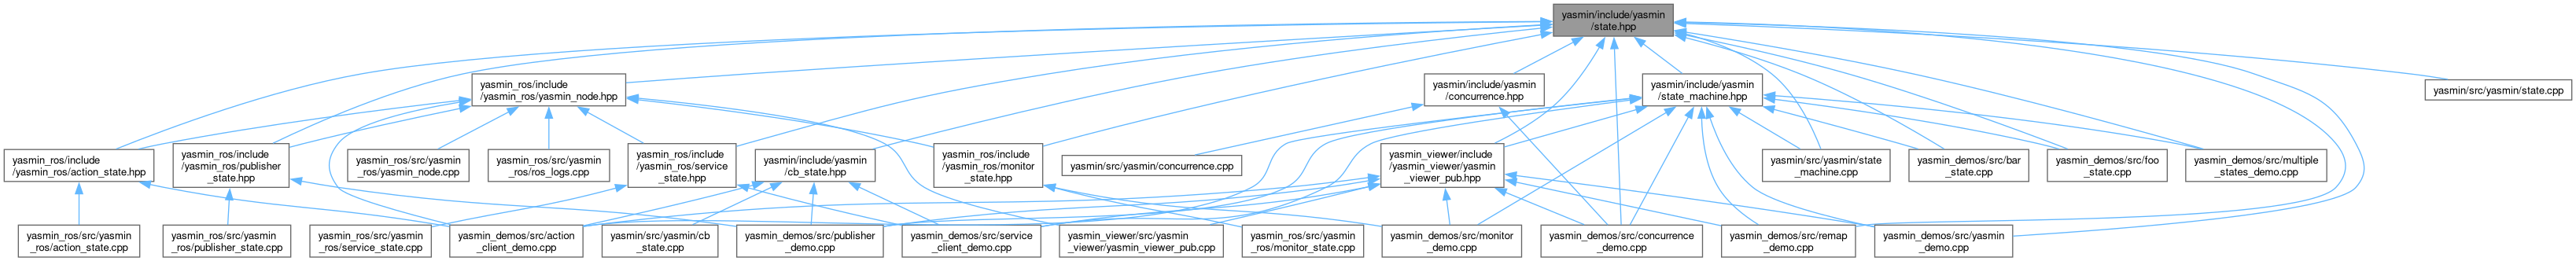 yasmin/include/yasmin
/state.hpp
yasmin_ros/include
/yasmin_ros/yasmin_node.hpp
yasmin/include/yasmin
/concurrence.hpp
yasmin/include/yasmin
/state_machine.hpp
yasmin/src/yasmin/state.cpp
yasmin_ros/include
/yasmin_ros/action_state.hpp
yasmin_ros/include
/yasmin_ros/publisher
_state.hpp
yasmin_ros/src/yasmin
_ros/yasmin_node.cpp
yasmin_ros/src/yasmin
_ros/ros_logs.cpp
yasmin_ros/include
/yasmin_ros/service
_state.hpp
yasmin/include/yasmin
/cb_state.hpp
yasmin_ros/include
/yasmin_ros/monitor
_state.hpp
yasmin/src/yasmin/concurrence.cpp
yasmin_viewer/include
/yasmin_viewer/yasmin
_viewer_pub.hpp
yasmin/src/yasmin/state
_machine.cpp
yasmin_demos/src/bar
_state.cpp
yasmin_demos/src/foo
_state.cpp
yasmin_demos/src/multiple
_states_demo.cpp
yasmin_ros/src/yasmin
_ros/action_state.cpp
yasmin_ros/src/yasmin
_ros/publisher_state.cpp
yasmin_ros/src/yasmin
_ros/service_state.cpp
yasmin_demos/src/action
_client_demo.cpp
yasmin/src/yasmin/cb
_state.cpp
yasmin_demos/src/publisher
_demo.cpp
yasmin_demos/src/service
_client_demo.cpp
yasmin_viewer/src/yasmin
_viewer/yasmin_viewer_pub.cpp
yasmin_ros/src/yasmin
_ros/monitor_state.cpp
yasmin_demos/src/monitor
_demo.cpp
yasmin_demos/src/concurrence
_demo.cpp
yasmin_demos/src/remap
_demo.cpp
yasmin_demos/src/yasmin
_demo.cpp